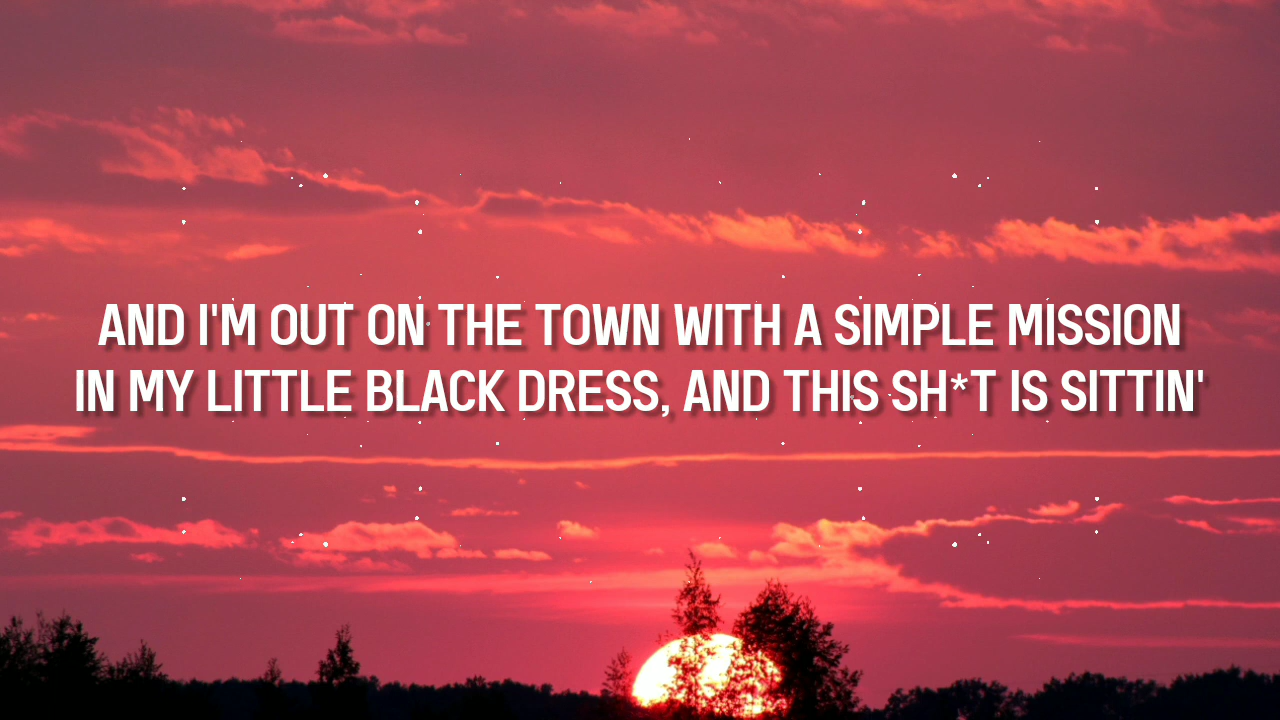 AND I'M OUT ON THE TOWN WITH A SIMPLE MISSION
IN MY LITTLE BLACK DRESS, AND THIS SH*T IS SITTIN'